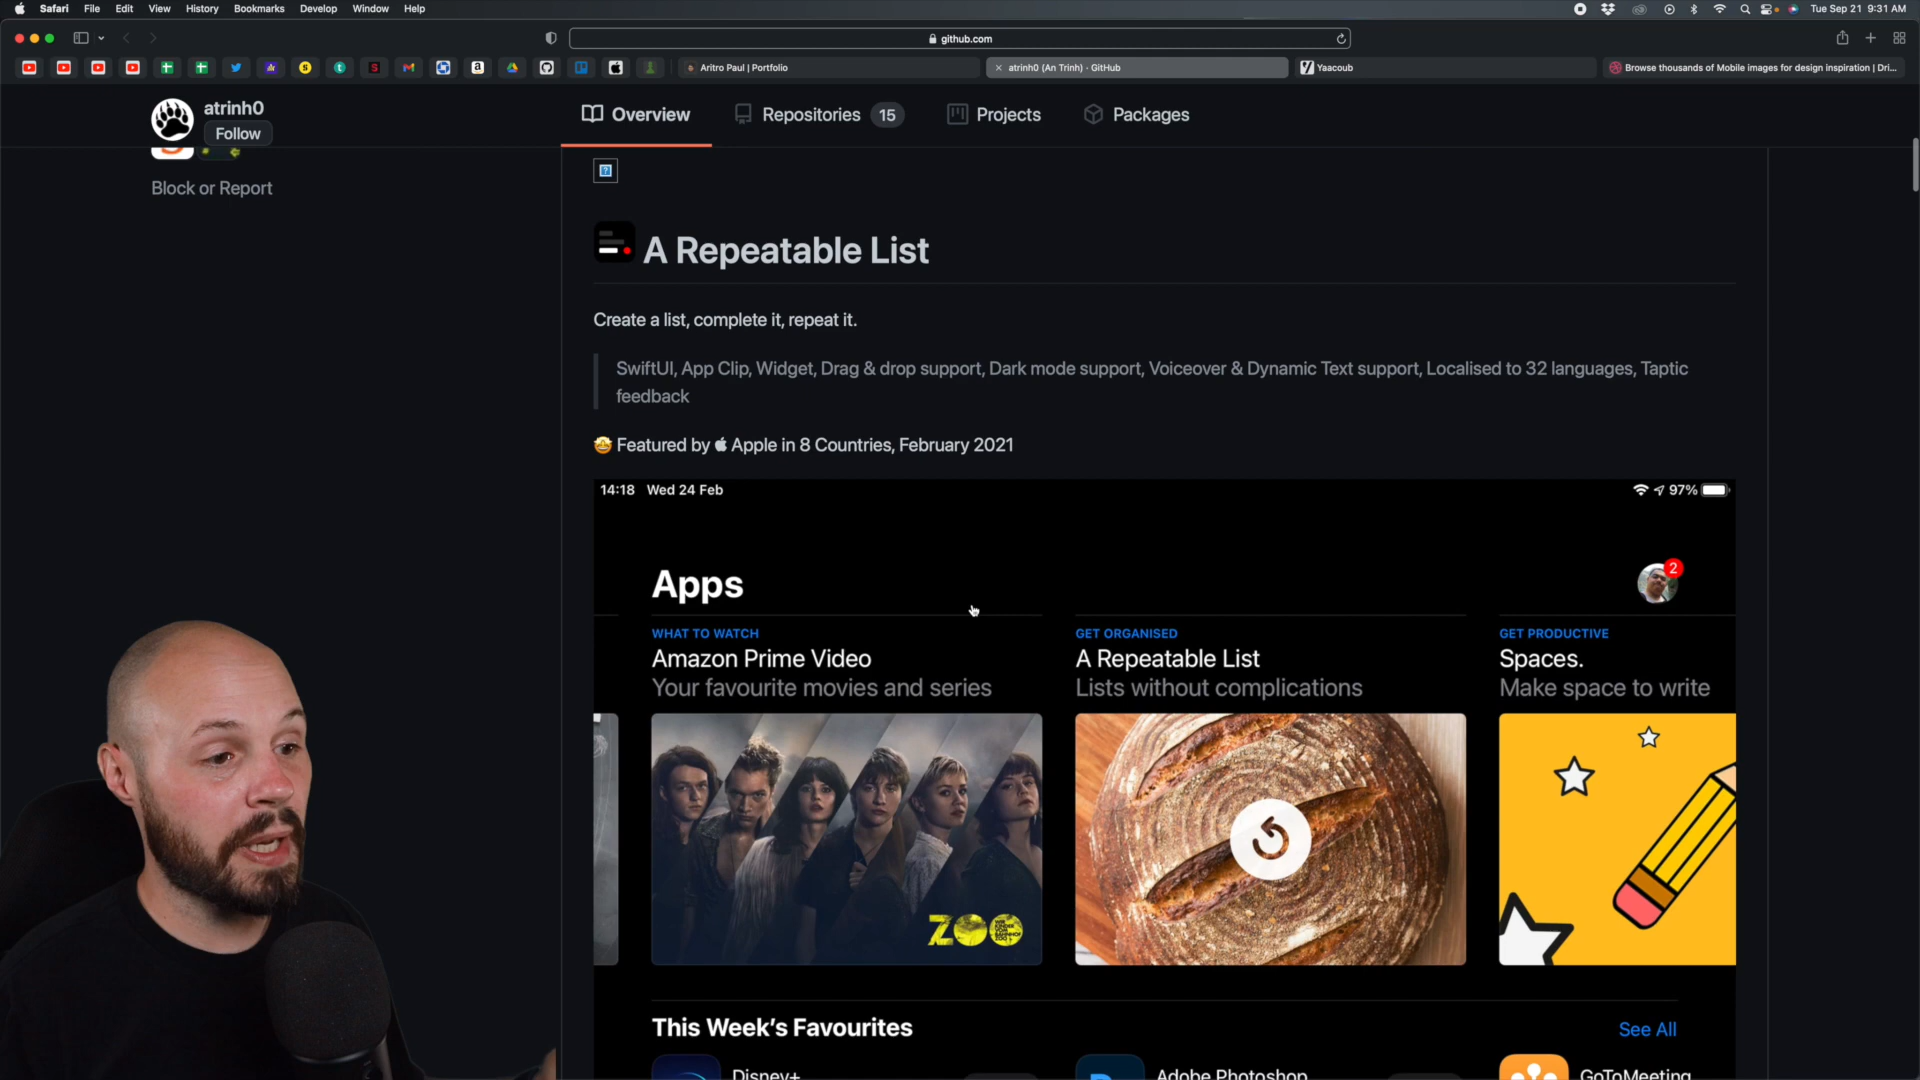 Safari File Edit View History Bookmarks Develop Window Help Tue Sep 21 9:31 AM
github.com
Aritro Paul | Portfolio
atrinh0 (An Trinh) · GitHub
Yaacoub
Browse thousands of Mobile images for design inspiration | Dri...
atrinh0
Follow
Overview
Repositories 15
Projects
Packages
Block or Report
A Repeatable List
Create a list, complete it, repeat it.
SwiftUI, App Clip, Widget, Drag & drop support, Dark mode support, Voiceover & Dynamic Text support, Localised to 32 languages, Taptic
feedback
🤩 Featured by  Apple in 8 Countries, February 2021
14:18 Wed 24 Feb 97%
Apps
2
WHAT TO WATCH
Amazon Prime Video
Your favourite movies and series
ZOO
GET ORGANISED
A Repeatable List
Lists without complications
GET PRODUCTIVE
Spaces.
Make space to write
This Week's Favourites
See All
Disney+
Adobe Photoshop
GoToMeeting